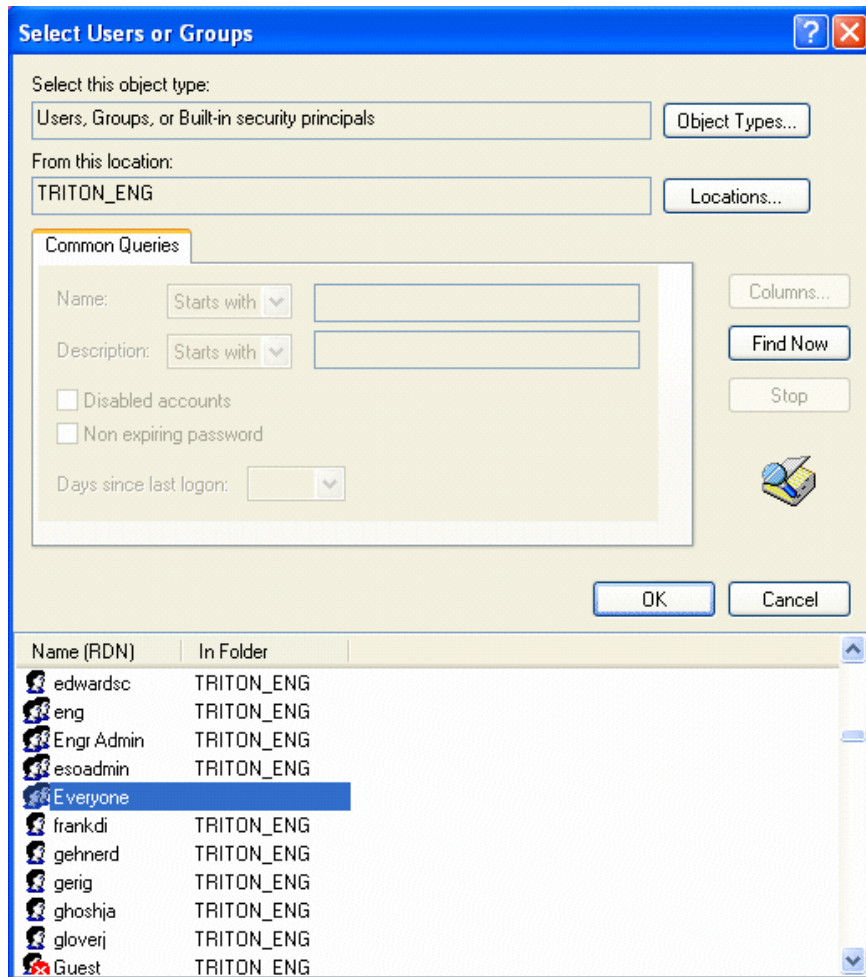 Select Users or Groups
Select this object type:
Users, Groups, or Built-in security principals
Object Types...
From this location:
TRITON_ENG
Locations...
Common Queries
Name: Starts with
Columns...
Description: Starts with
Find Now
Disabled accounts
Stop
Non expiring password
Days since last logon:
OK Cancel
Name (RDN) In Folder
edwardsc TRITON_ENG
eng TRITON_ENG
Engr Admin TRITON_ENG
esoadmin TRITON_ENG
Everyone
frankdi TRITON_ENG
gehnerd TRITON_ENG
gerig TRITON_ENG
ghoshja TRITON_ENG
gloverj TRITON_ENG
Guest TRITON_ENG